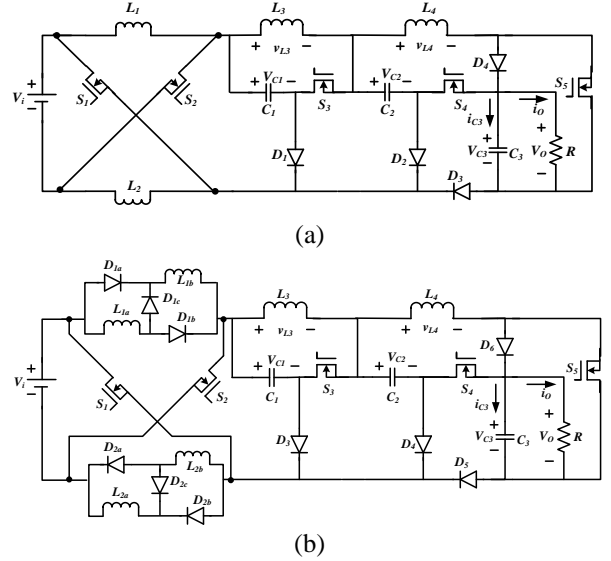 L1 L3 L4
+ vL3 − + vL4 −
VC1 VC2 D4 S5
+ − + −
Vi + − S1 S2 C1 S3 C2 S4
iC3 iO
D1 D2 + VC3 − C3 + VO − R
L2 D3
(a)
D1a L1b
D1c L3 L4
L1a D1b + vL3 − + vL4 −
VC1 VC2 D6
Vi + − S1 S2 + − C1 S3 + − C2 S4 S5
iC3 iO
D2a L2b D3 D4 + VC3 − C3 + VO − R
D2c D5
L2a D2b
(b)